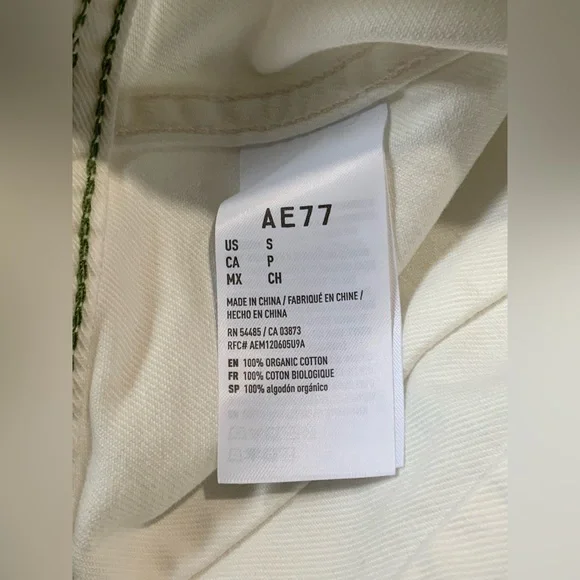 AE77
US S
CA P
MX CH
MADE IN CHINA / FABRIQUÉ EN CHINE /
HECHO EN CHINA
RN 54485 / CA 03873
RFC# AEM120605U9A
EN 100% ORGANIC COTTON
FR 100% COTON BIOLOGIQUE
SP 100% algodón orgánico